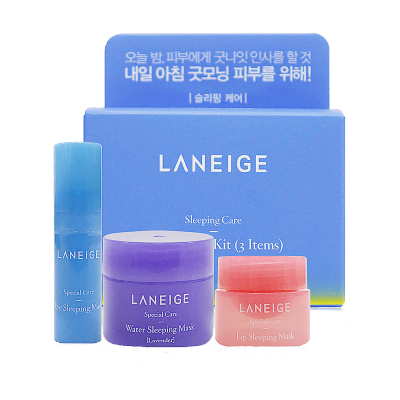 오늘 밤, 피부에게 굿나잇 인사를 할 것
내일 아침 굿모닝 피부를 위해!
|슬리핑 케어|
LANEIGE
Sleeping Care
Kit (3 Items)
LANEIGE
Special Care
Sleeping
LANEIGE
Special Care
Water Sleeping Mask
[Lavender]
LANEIGE
Lip Sleeping Mask